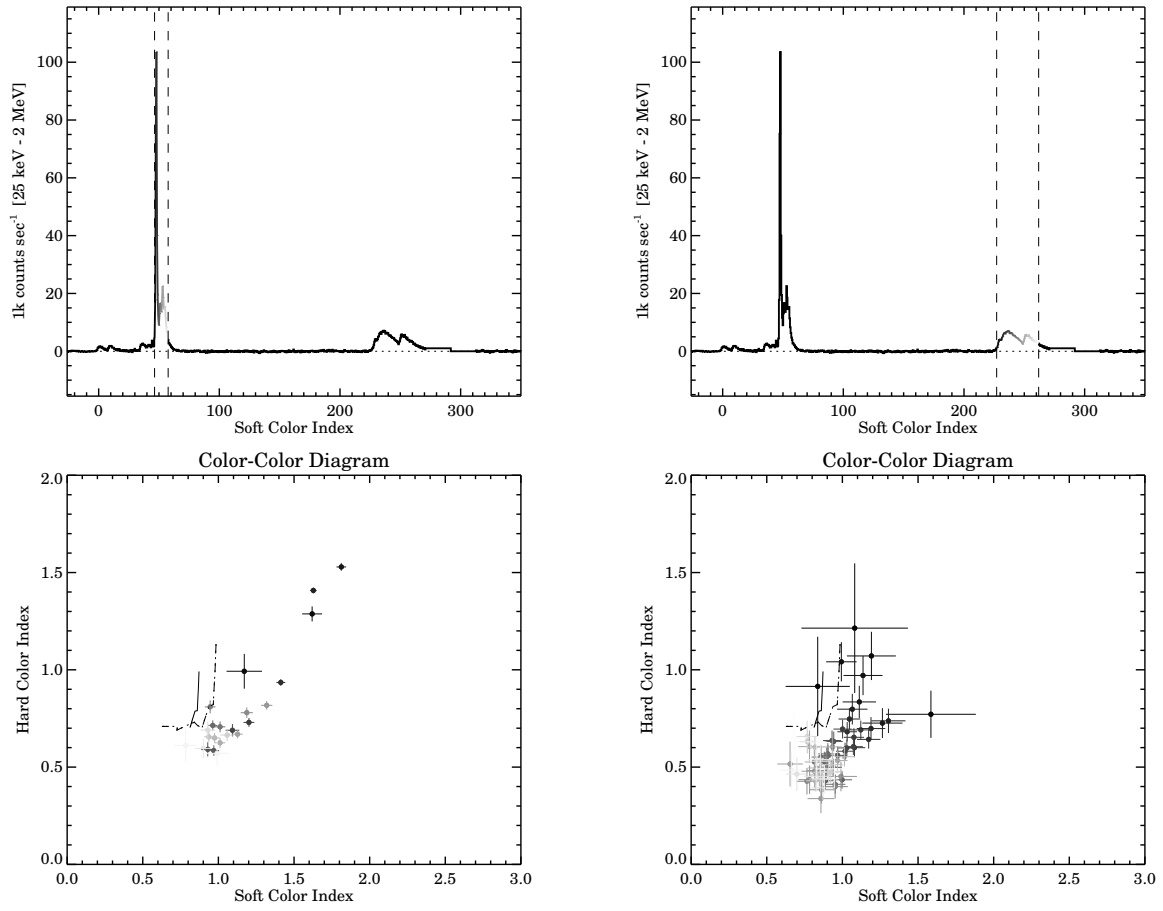 100
80
60
40
20
0
1k counts sec-1 [25 keV - 2 MeV]
0 100 200 300
Soft Color Index
100
80
60
40
20
0
1k counts sec-1 [25 keV - 2 MeV]
0 100 200 300
Soft Color Index
Color-Color Diagram
2.0
1.5
1.0
0.5
0.0
Hard Color Index
0.0 0.5 1.0 1.5 2.0 2.5 3.0
Soft Color Index
Color-Color Diagram
2.0
1.5
1.0
0.5
0.0
Hard Color Index
0.0 0.5 1.0 1.5 2.0 2.5 3.0
Soft Color Index